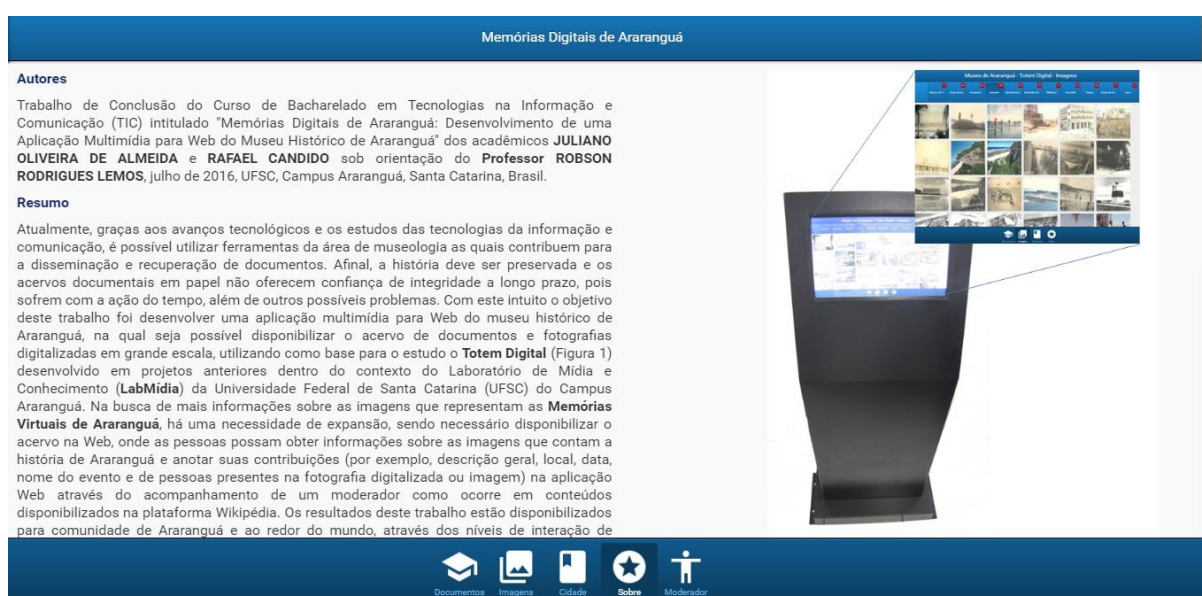 Memórias Digitais de Araranguá
Autores
Trabalho de Conclusão do Curso de Bacharelado em Tecnologias na Informação e
Comunicação (TIC) intitulado "Memórias Digitais de Araranguá: Desenvolvimento de uma
Aplicação Multimídia para Web do Museu Histórico de Araranguá" dos acadêmicos JULIANO
OLIVEIRA DE ALMEIDA e RAFAEL CANDIDO sob orientação do Professor ROBSON
RODRIGUES LEMOS, julho de 2016, UFSC, Campus Araranguá, Santa Catarina, Brasil.
Resumo
Atualmente, graças aos avanços tecnológicos e os estudos das tecnologias da informação e
comunicação, é possível utilizar ferramentas da área de museologia as quais contribuem para
a disseminação e recuperação de documentos. Afinal, a história deve ser preservada e os
acervos documentais em papel não oferecem confiança de integridade a longo prazo, pois
sofrem com a ação do tempo, além de outros possíveis problemas. Com este intuito o objetivo
deste trabalho foi desenvolver uma aplicação multimídia para Web do museu histórico de
Araranguá, na qual seja possível disponibilizar o acervo de documentos e fotografias
digitalizadas em grande escala, utilizando como base para o estudo o Totem Digital (Figura 1)
desenvolvido em projetos anteriores dentro do contexto do Laboratório de Mídia e
Conhecimento (LabMídia) da Universidade Federal de Santa Catarina (UFSC) do Campus
Araranguá. Na busca de mais informações sobre as imagens que representam as Memórias
Virtuais de Araranguá, há uma necessidade de expansão, sendo necessário disponibilizar o
acervo na Web, onde as pessoas possam obter informações sobre as imagens que contam a
história de Araranguá e anotar suas contribuições (por exemplo, descrição geral, local, data,
nome do evento e de pessoas presentes na fotografia digitalizada ou imagem) na aplicação
Web através do acompanhamento de um moderador como ocorre em conteúdos
disponibilizados na plataforma Wikipédia. Os resultados deste trabalho estão disponibilizados
para comunidade de Araranguá e ao redor do mundo, através dos níveis de interação de
Museu de Araranguá - Totem Digital - Imagens
Documentos Imagens Cidade Sobre Moderador